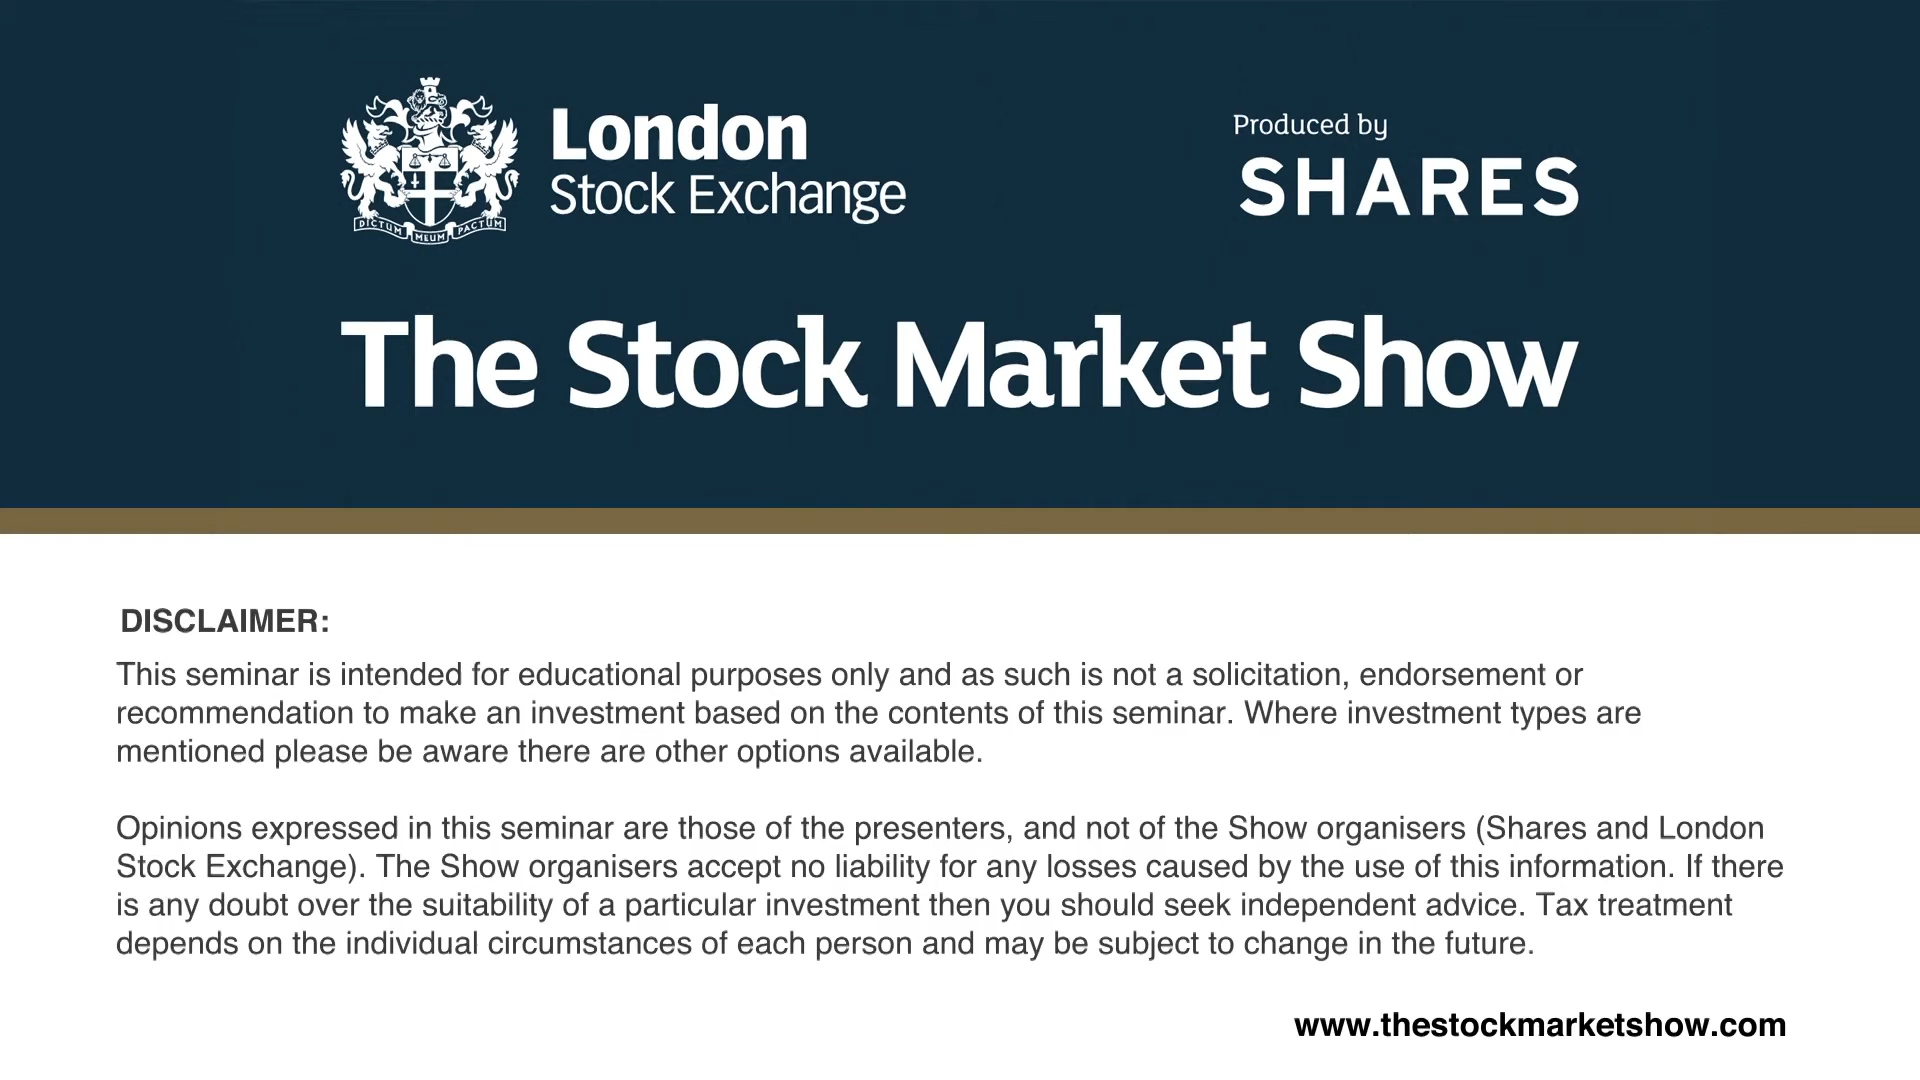 London
Stock Exchange
DICTUM MEUM PACTUM
Produced by
SHARES
The Stock Market Show
DISCLAIMER:
This seminar is intended for educational purposes only and as such is not a solicitation, endorsement or
recommendation to make an investment based on the contents of this seminar. Where investment types are
mentioned please be aware there are other options available.
Opinions expressed in this seminar are those of the presenters, and not of the Show organisers (Shares and London
Stock Exchange). The Show organisers accept no liability for any losses caused by the use of this information. If there
is any doubt over the suitability of a particular investment then you should seek independent advice. Tax treatment
depends on the individual circumstances of each person and may be subject to change in the future.
www.thestockmarketshow.com